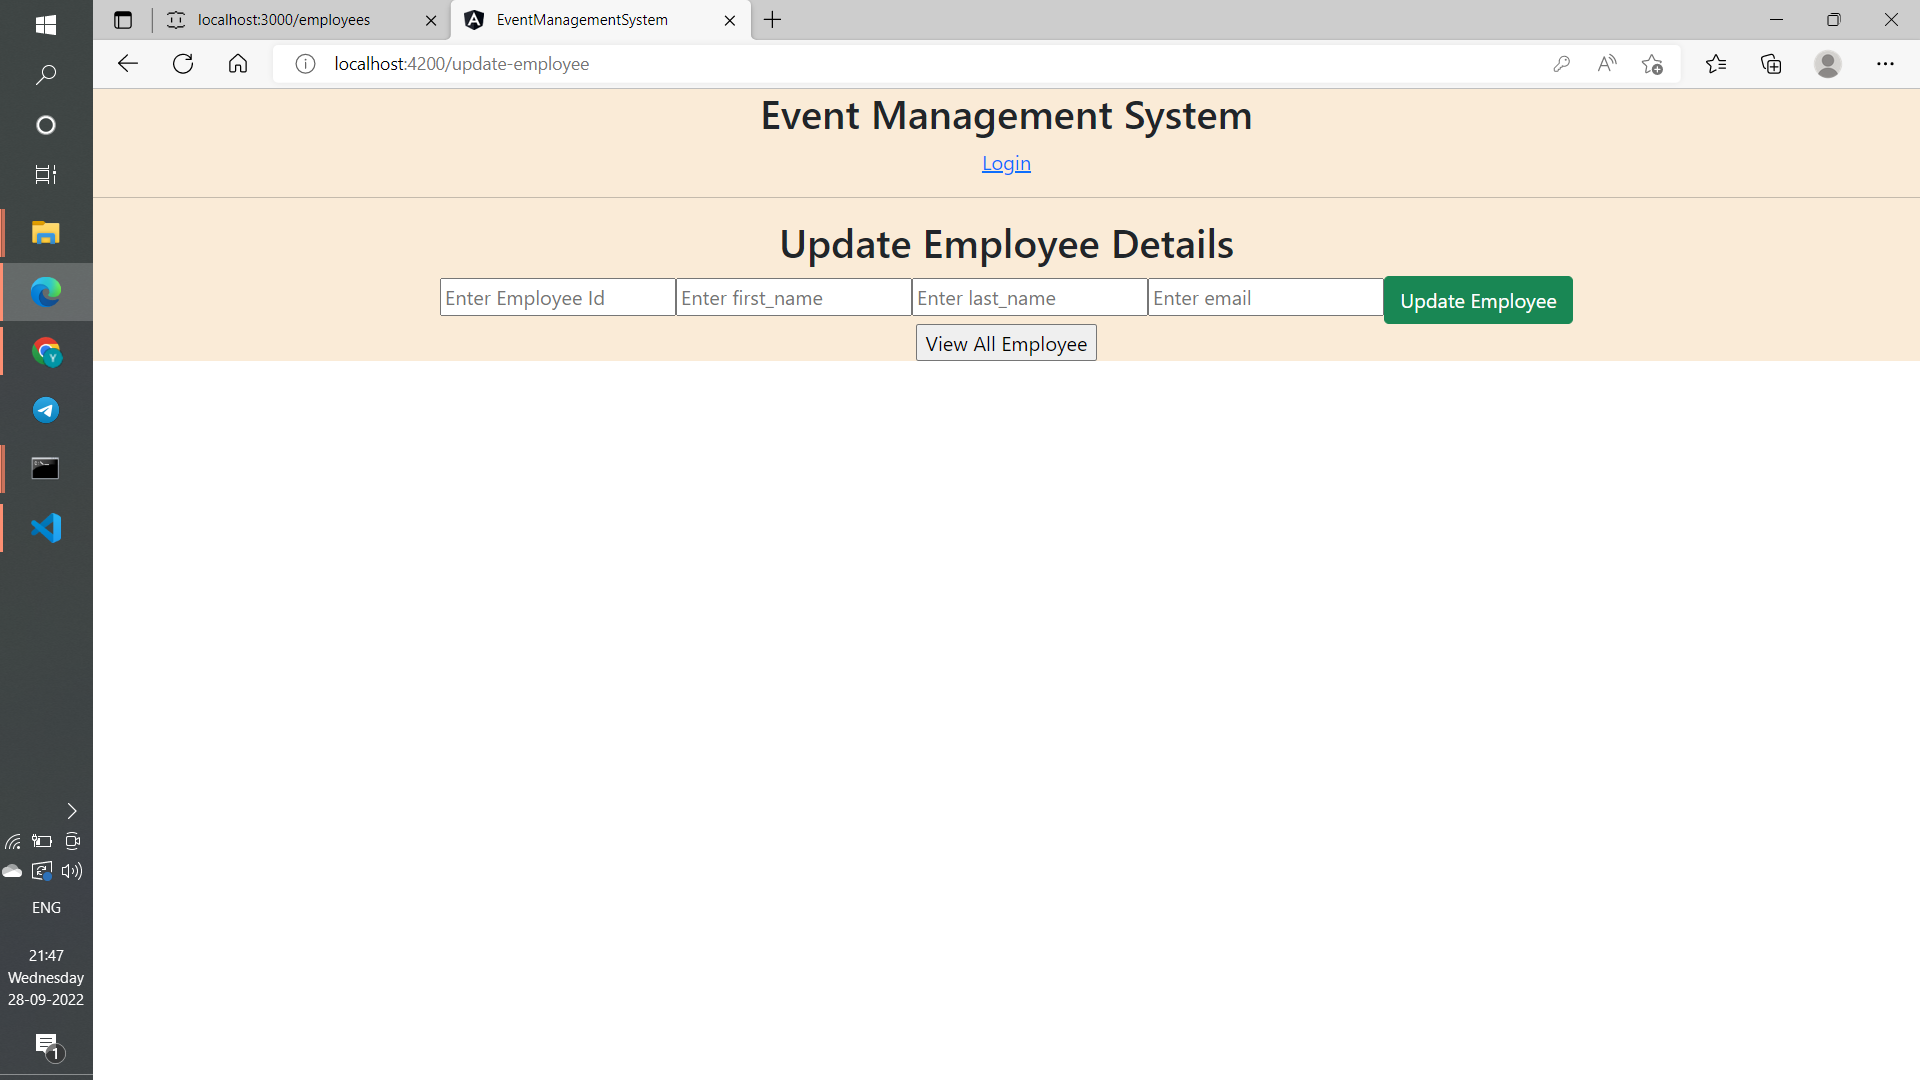 localhost:3000/employees
EventManagementSystem
localhost:4200/update-employee
Event Management System
Login
Update Employee Details
Enter Employee Id Enter first_name Enter last_name Enter email Update Employee
View All Employee
ENG
21:47
Wednesday
28-09-2022
1
Y